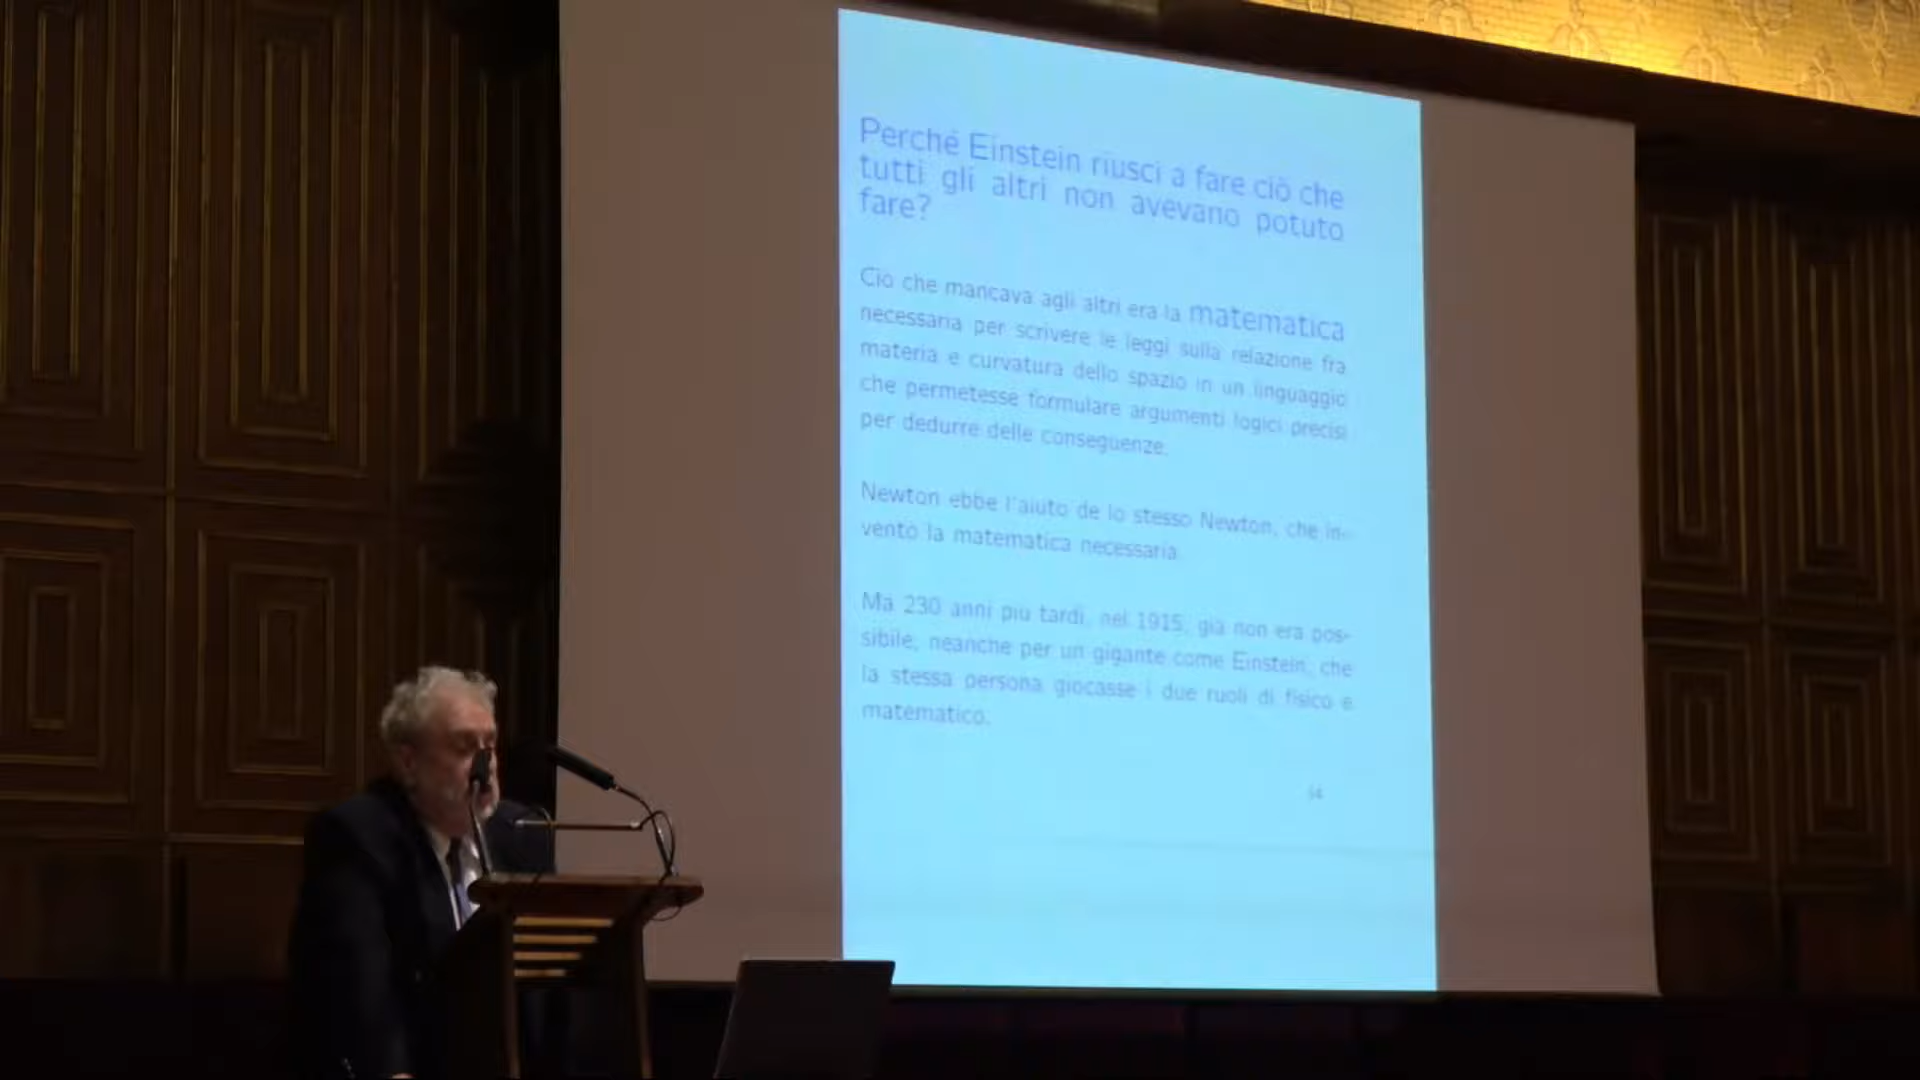 Perché Einstein riusci a fare ciò che
tutti gli altri non avevano potuto
fare?
Ciò che mancava agli altri era la matematica
necessaria per scrivere le leggi sulla relazione fra
materia e curvatura dello spazio in un linguaggio
che permetesse formulare argumenti logici precisi
per dedurre delle conseguenze.
Newton ebbe l'aiuto de lo stesso Newton, che in-
ventò la matematica necessaria.
Ma 230 anni più tardi, nel 1915, già non era pos-
sibile, neanche per un gigante come Einstein, che
la stessa persona giocasse i due ruoli di fisico e
matematico.